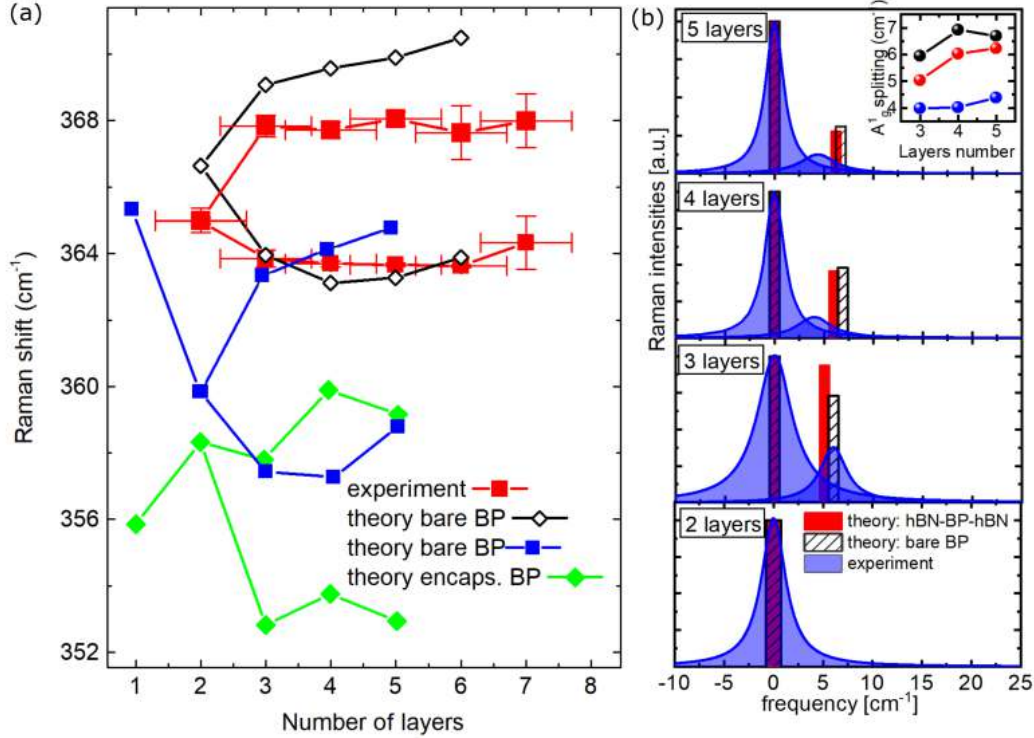 (a)
Raman shift (cm⁻¹)
368
364
360
356
352
experiment
theory bare BP
theory bare BP
theory encaps. BP
1 2 3 4 5 6 7 8
Number of layers
(b)
Raman intensities [a.u.]
5 layers
A¹g splitting (cm⁻¹)
7
6
5
4
3 4 5
Layers number
4 layers
3 layers
2 layers
theory: hBN-BP-hBN
theory: bare BP
experiment
-10 -5 0 5 10 15 20 25
frequency [cm⁻¹]